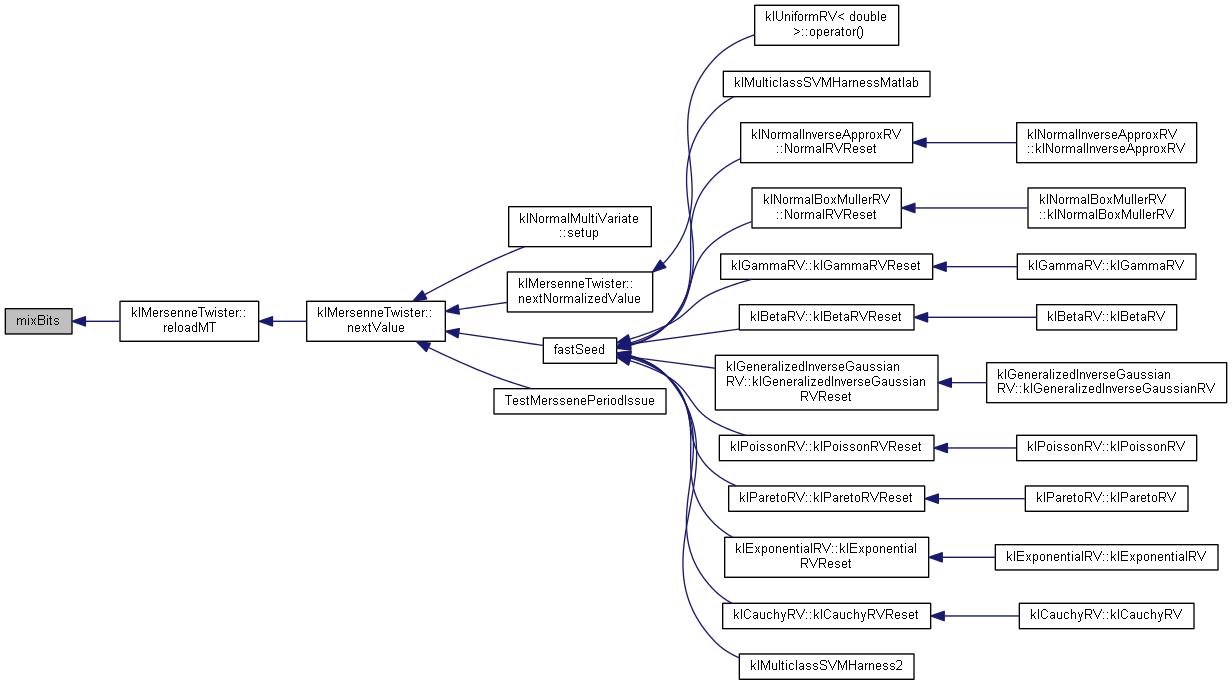 mixBits
klMersenneTwister::
reloadMT
klMersenneTwister::
nextValue
klNormalMultiVariate
::setup
klMersenneTwister::
nextNormalizedValue
fastSeed
TestMerssenePeriodIssue
klUniformRV< double
>::operator()
klMulticlassSVMHarnessMatlab
klNormalInverseApproxRV
::NormalRVReset
klNormalInverseApproxRV
::klNormalInverseApproxRV
klNormalBoxMullerRV
::NormalRVReset
klNormalBoxMullerRV
::klNormalBoxMullerRV
klGammaRV::klGammaRVReset
klGammaRV::klGammaRV
klBetaRV::klBetaRVReset
klBetaRV::klBetaRV
klGeneralizedInverseGaussian
RV::klGeneralizedInverseGaussian
RVReset
klGeneralizedInverseGaussian
RV::klGeneralizedInverseGaussianRV
klPoissonRV::klPoissonRVReset
klPoissonRV::klPoissonRV
klParetoRV::klParetoRVReset
klParetoRV::klParetoRV
klExponentialRV::klExponential
RVReset
klExponentialRV::klExponentialRV
klCauchyRV::klCauchyRVReset
klCauchyRV::klCauchyRV
klMulticlassSVMHarness2